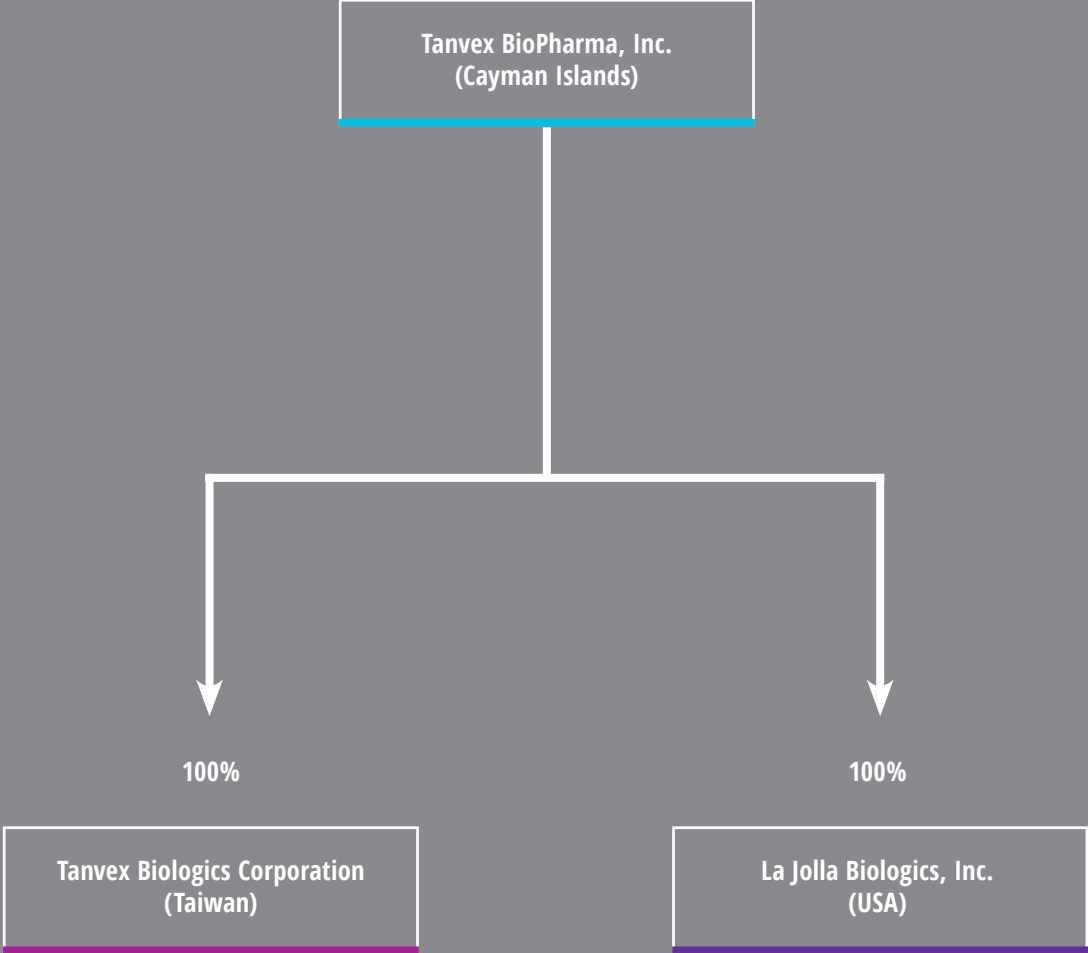 Tanvex BioPharma, Inc.
(Cayman Islands)
100%
100%
Tanvex Biologics Corporation
(Taiwan)
La Jolla Biologics, Inc.
(USA)